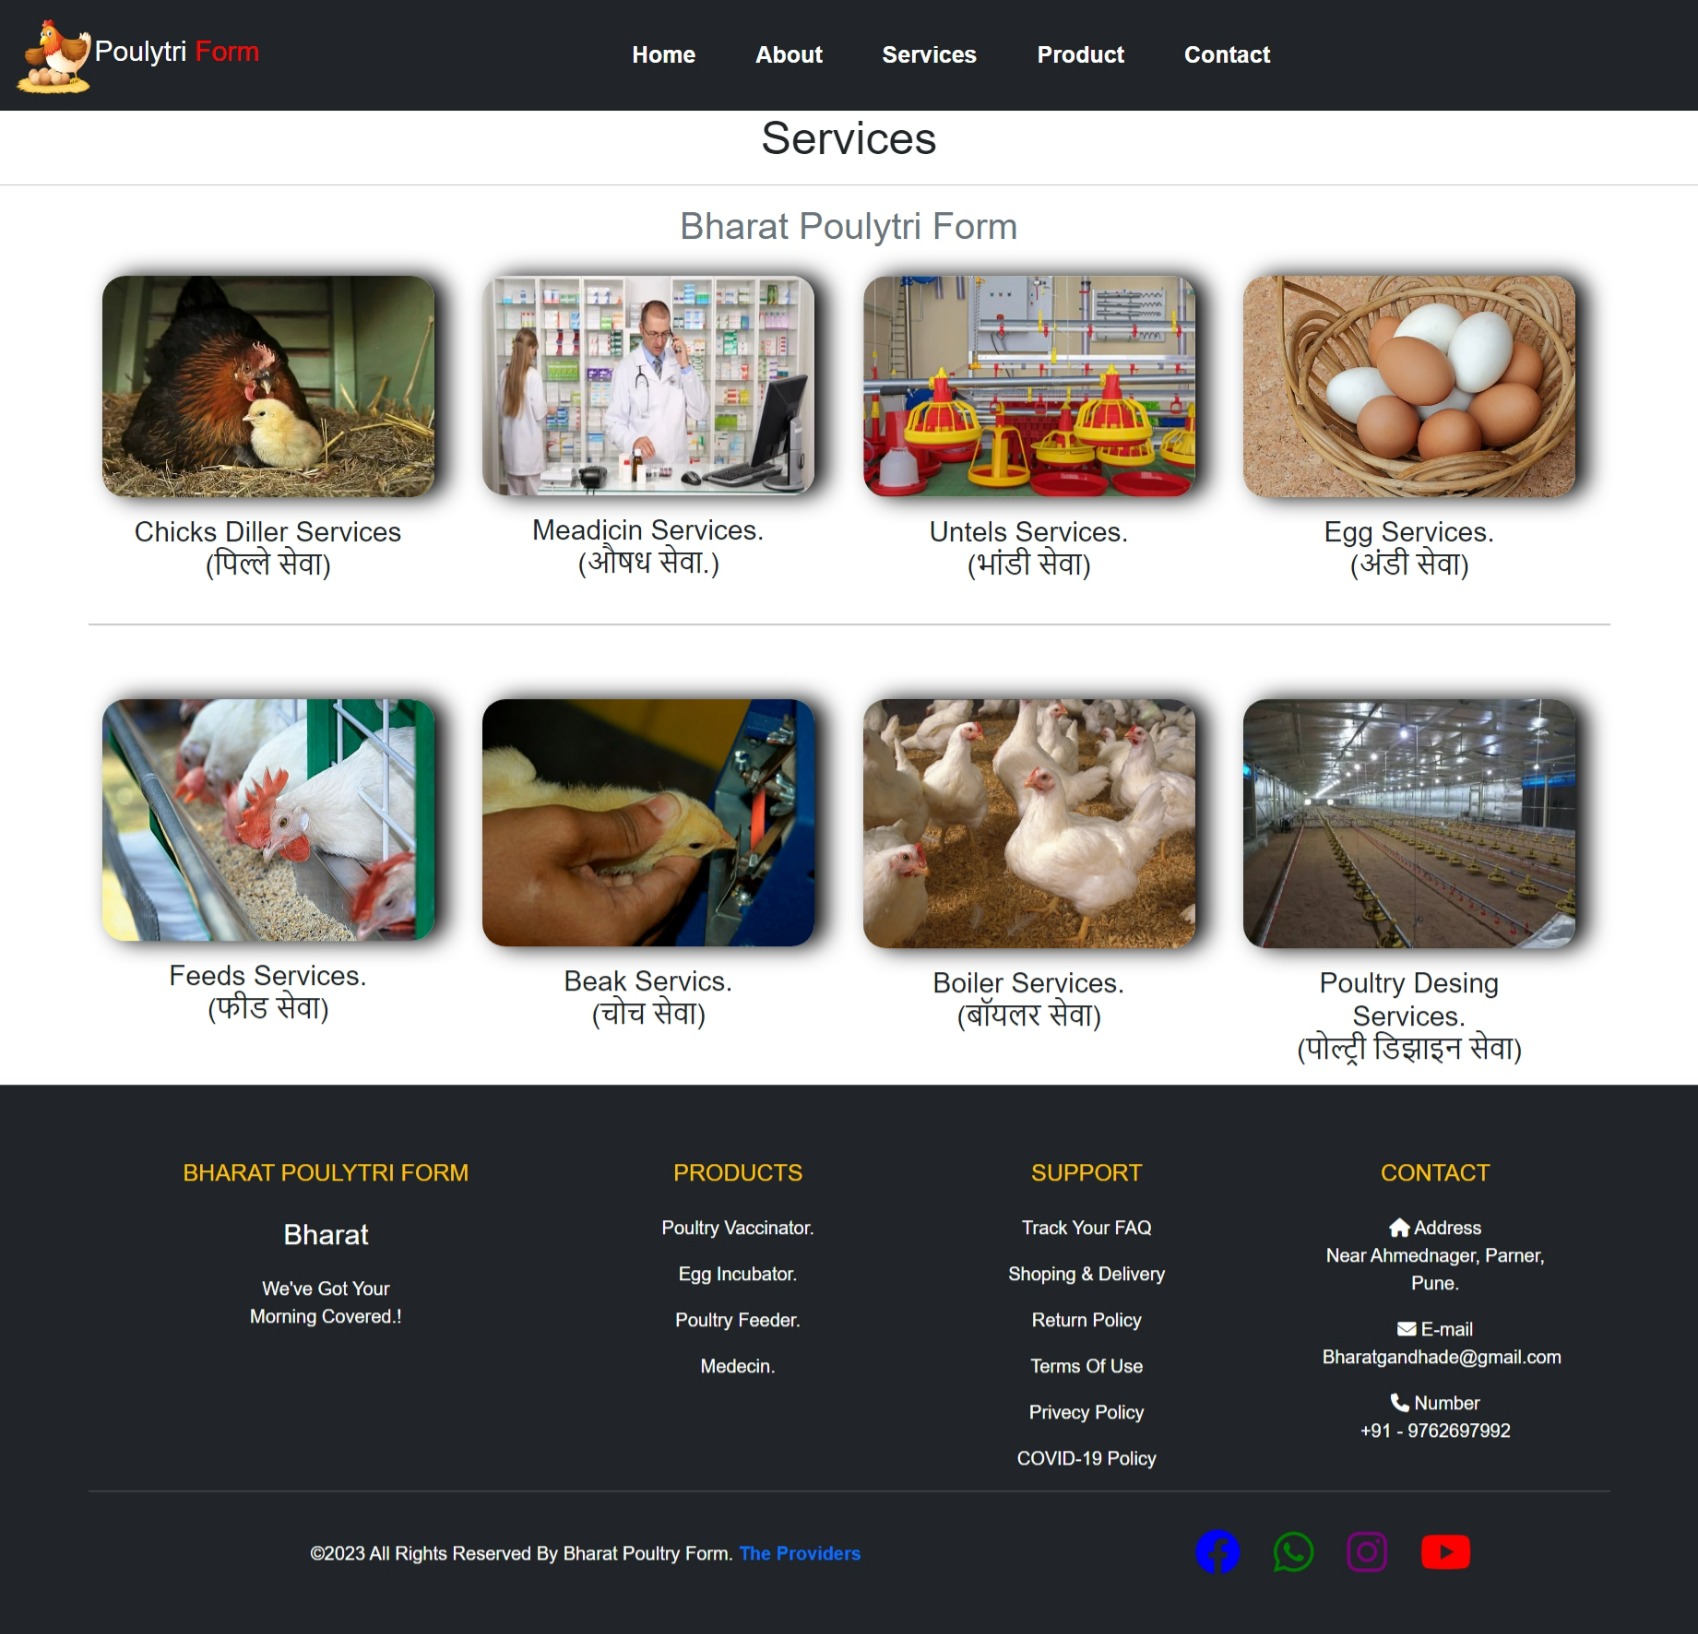 Poulytri Form
Home
About
Services
Product
Contact
Services
Bharat Poulytri Form
Chicks Diller Services
(पिल्ले सेवा)
Meadicin Services.
(औषध सेवा.)
Untels Services.
(भांडी सेवा)
Egg Services.
(अंडी सेवा)
Feeds Services.
(फीड सेवा)
Beak Servics.
(चोच सेवा)
Boiler Services.
(बॉयलर सेवा)
Poultry Desing
Services.
(पोल्ट्री डिझाइन सेवा)
BHARAT POULYTRI FORM
Bharat
We've Got Your
Morning Covered.!
PRODUCTS
Poultry Vaccinator.
Egg Incubator.
Poultry Feeder.
Medecin.
SUPPORT
Track Your FAQ
Shoping & Delivery
Return Policy
Terms Of Use
Privecy Policy
COVID-19 Policy
CONTACT
Address
Near Ahmednager, Parner,
Pune.
E-mail
Bharatgandhade@gmail.com
Number
+91 - 9762697992
©2023 All Rights Reserved By Bharat Poultry Form. The Providers